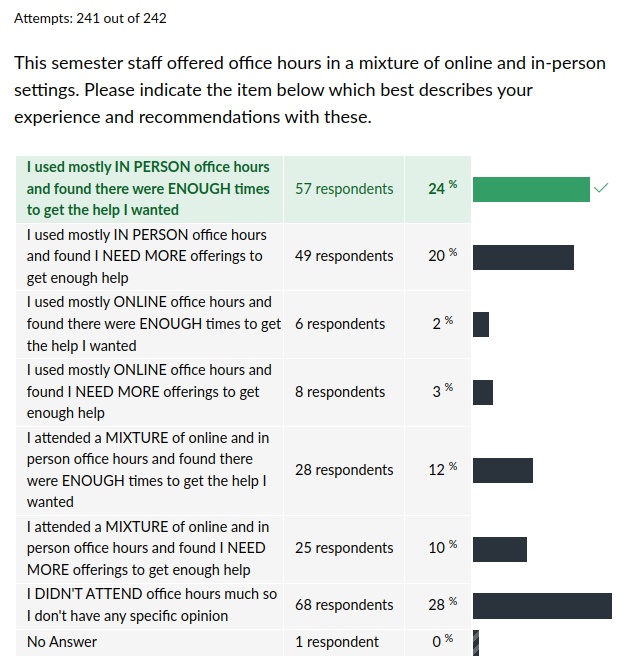 Attempts: 241 out of 242
This semester staff offered office hours in a mixture of online and in-person
settings. Please indicate the item below which best describes your
experience and recommendations with these.
I used mostly IN PERSON office hours
and found there were ENOUGH times
to get the help I wanted
57 respondents
24 %
I used mostly IN PERSON office hours
and found I NEED MORE offerings to
get enough help
49 respondents
20 %
I used mostly ONLINE office hours and
found there were ENOUGH times to get
the help I wanted
6 respondents
2 %
I used mostly ONLINE office hours and
found I NEED MORE offerings to get
enough help
8 respondents
3 %
I attended a MIXTURE of online and in
person office hours and found there
were ENOUGH times to get the help I
wanted
28 respondents
12 %
I attended a MIXTURE of online and in
person office hours and found I NEED
MORE offerings to get enough help
25 respondents
10 %
I DIDN'T ATTEND office hours much so
I don't have any specific opinion
68 respondents
28 %
No Answer
1 respondent
0 %